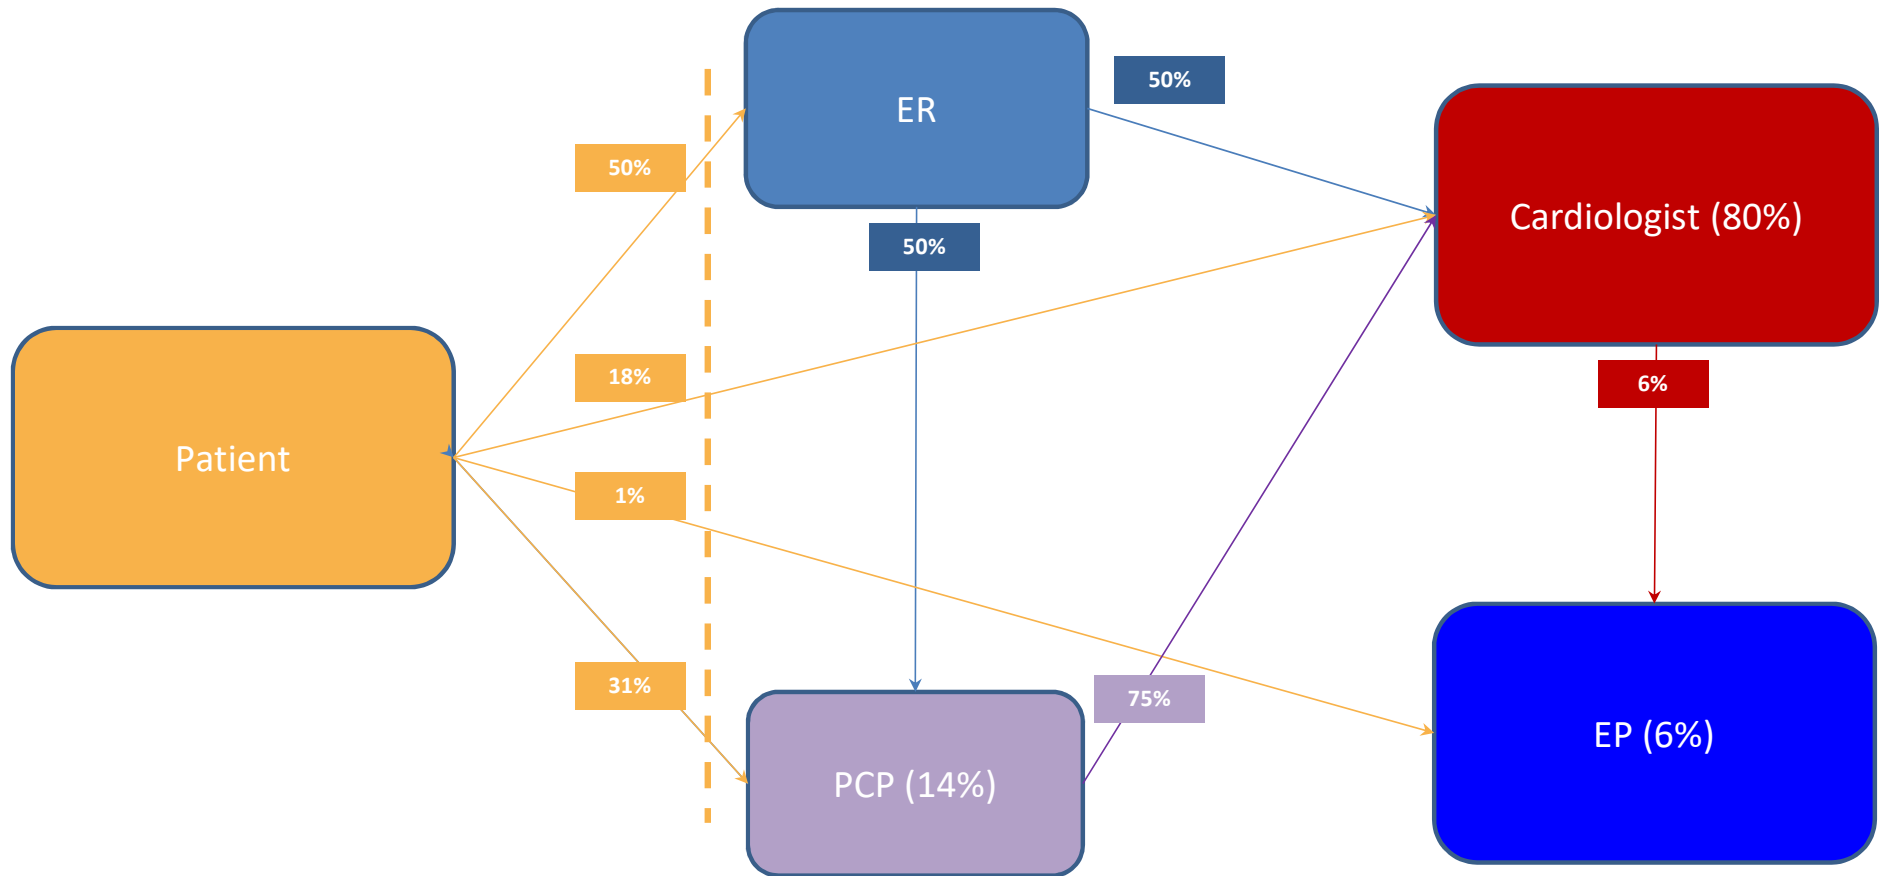 ER
50%
Cardiologist (80%)
50%
50%
18%
6%
Patient
1%
31%
75%
EP (6%)
PCP (14%)